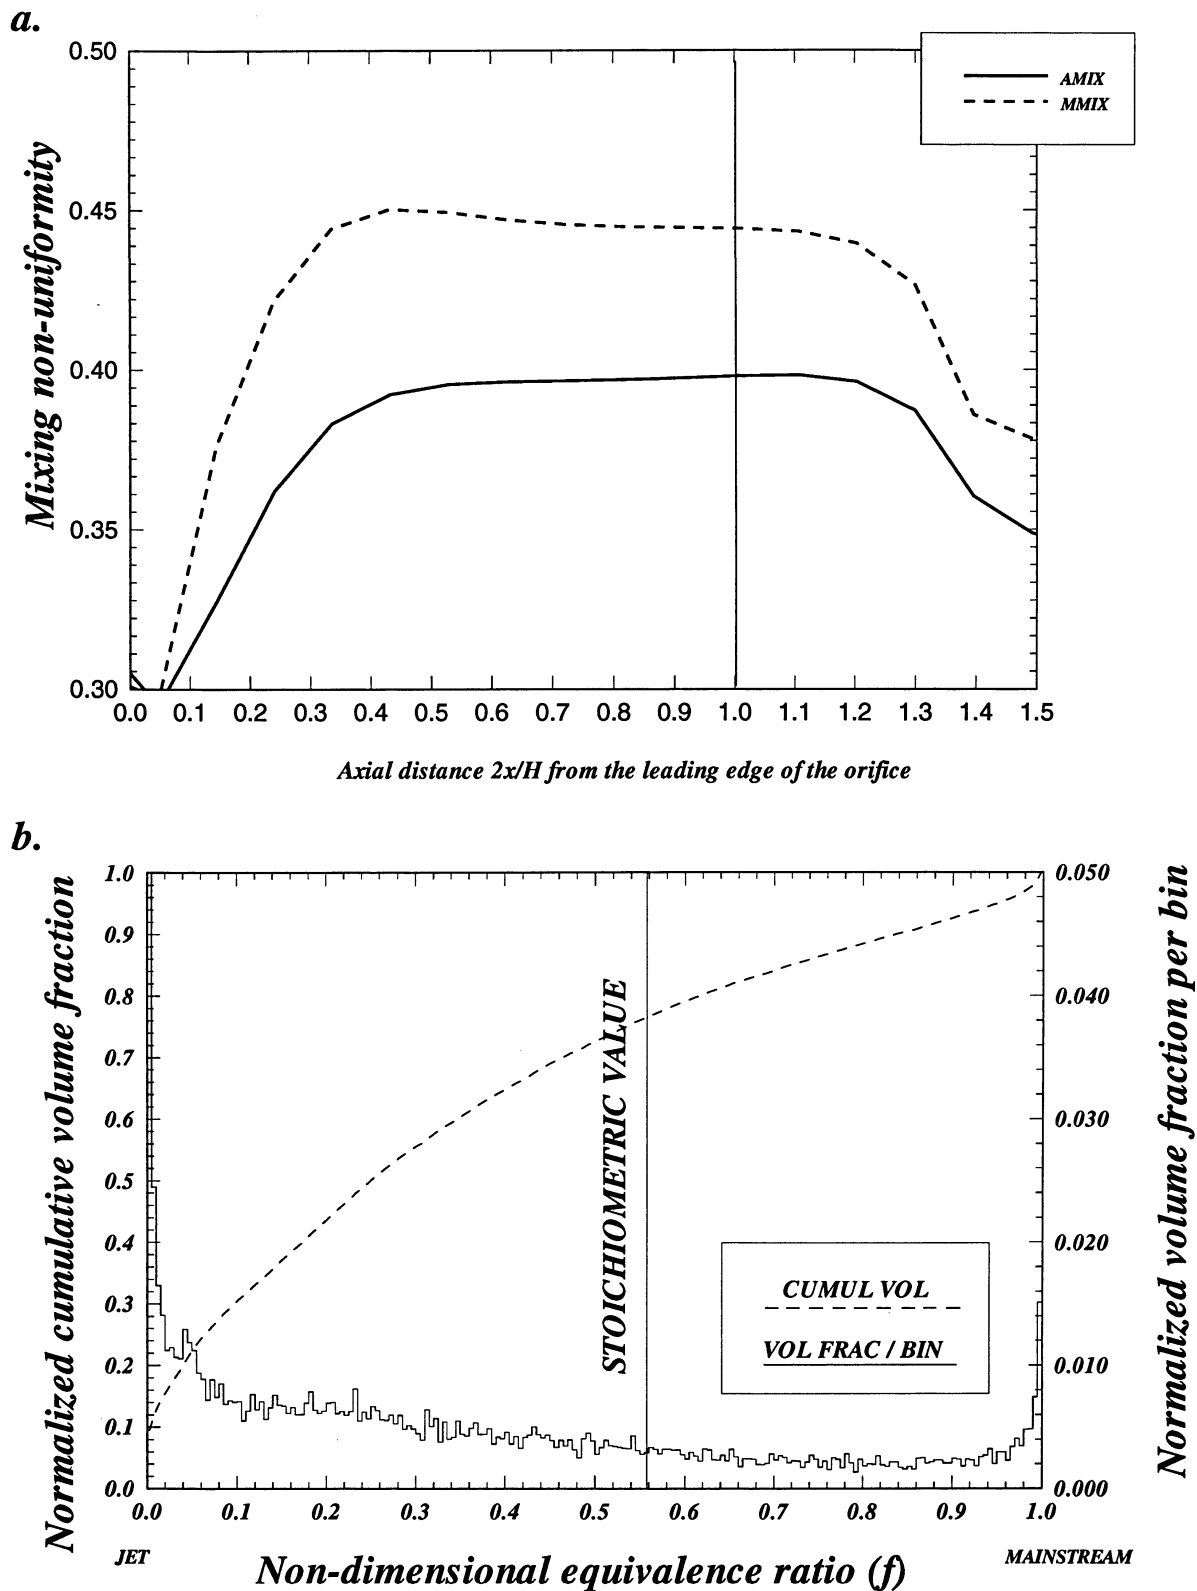 a.
0.50
0.45
0.40
0.35
0.30
Mixing non-uniformity
AMIX
MMIX
0.0 0.1 0.2 0.3 0.4 0.5 0.6 0.7 0.8 0.9 1.0 1.1 1.2 1.3 1.4 1.5
Axial distance 2x/H from the leading edge of the orifice
b.
Normalized cumulative volume fraction
1.0
0.9
0.8
0.7
0.6
0.5
0.4
0.3
0.2
0.1
0.0
STOICHIOMETRIC VALUE
CUMUL VOL
VOL FRAC / BIN
0.050
0.040
0.030
0.020
0.010
0.000
Normalized volume fraction per bin
0.0 0.1 0.2 0.3 0.4 0.5 0.6 0.7 0.8 0.9 1.0
JET
Non-dimensional equivalence ratio (f)
MAINSTREAM